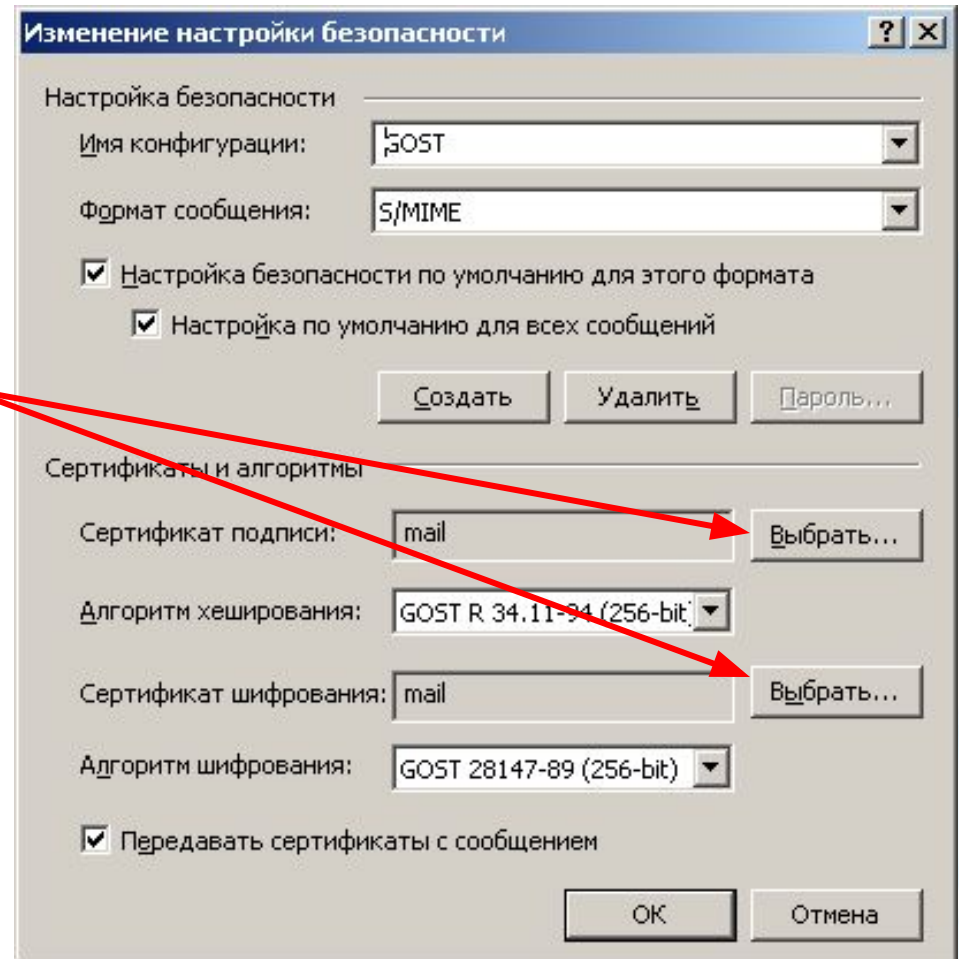 Изменение настройки безопасности
Настройка безопасности
Имя конфигурации: GOST
Формат сообщения: S/MIME
Настройка безопасности по умолчанию для этого формата
Настройка по умолчанию для всех сообщений
Создать Удалить Пароль...
Сертификаты и алгоритмы
Сертификат подписи: mail Выбрать...
Алгоритм хеширования: GOST R 34.11-94 (256-bit)
Сертификат шифрования: mail Выбрать...
Алгоритм шифрования: GOST 28147-89 (256-bit)
Передавать сертификаты с сообщением
ОК Отмена